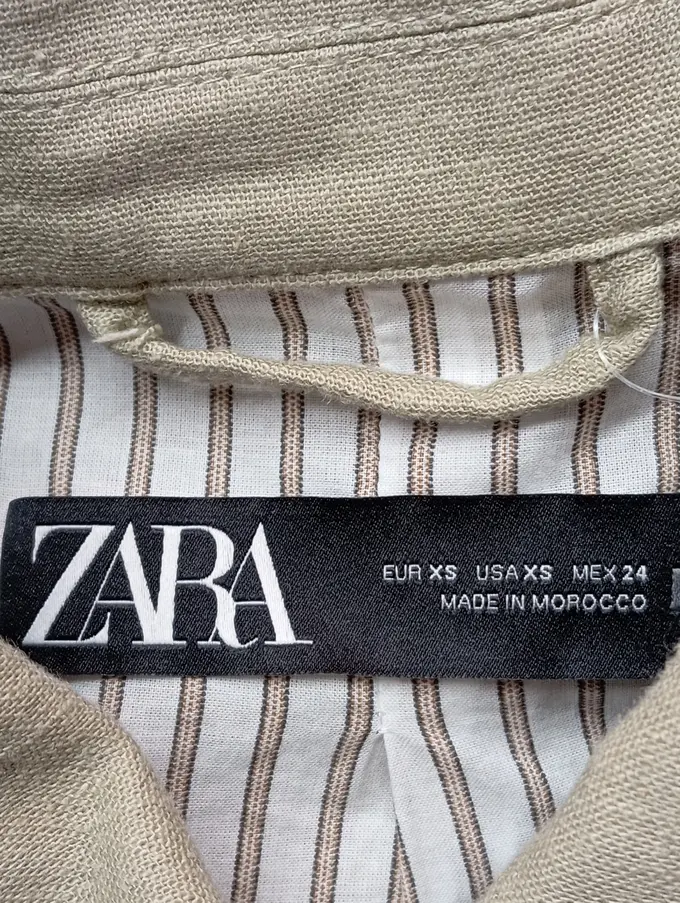 ZARA
EUR XS USA XS MEX 24
MADE IN MOROCCO